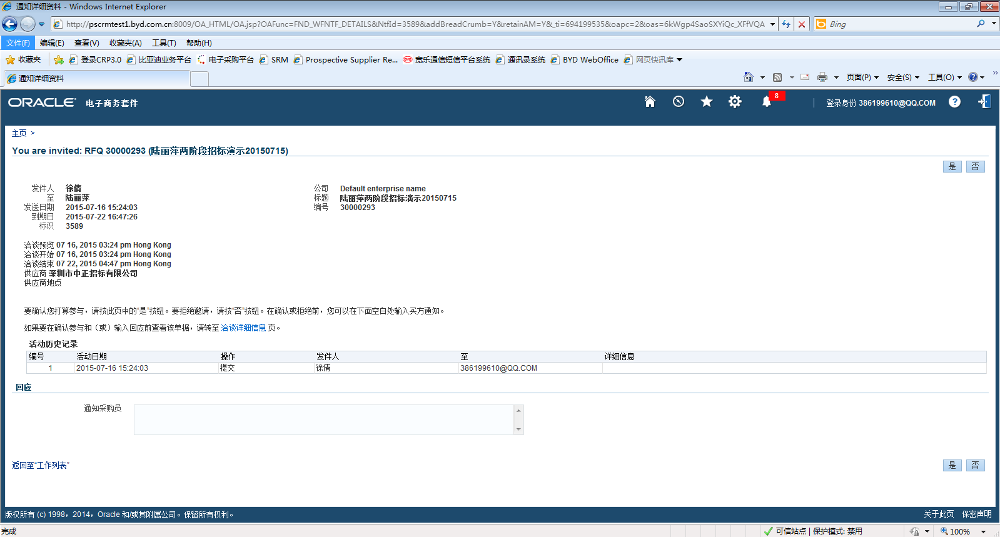 通知详细资料 - Windows Internet Explorer
http://pscrmtest1.byd.com.cn:8009/OA_HTML/OA.jsp?OAFunc=FND_WFNTF_DETAILS&NtfId=3589&addBreadCrumb=Y&retainAM=Y&_ti=694199535&oapc=2&oas=6kWgp4SaoSXYiQc_XFfVQA
Bing
文件(F) 编辑(E) 查看(V) 收藏夹(A) 工具(T) 帮助(H)
收藏夹 登录CRP3.0 比亚迪业务平台 电子采购平台 SRM Prospective Supplier Re... 宽乐通信短信平台系统 通讯录系统 BYD WebOffice 网页快讯库
通知详细资料
页面(P) 安全(S) 工具(O)
ORACLE 电子商务套件
8
登录身份 386199610@QQ.COM
主页 >
You are invited: RFQ 30000293 (陆丽萍两阶段招标演示20150715)
是 否
发件人 徐倩
至 陆丽萍
发送日期 2015-07-16 15:24:03
到期日 2015-07-22 16:47:26
标识 3589
公司 Default enterprise name
标题 陆丽萍两阶段招标演示20150715
编号 30000293
洽谈预览 07 16, 2015 03:24 pm Hong Kong
洽谈开始 07 16, 2015 03:24 pm Hong Kong
洽谈结束 07 22, 2015 04:47 pm Hong Kong
供应商 深圳市中正招标有限公司
供应商地点
要确认您打算参与，请按此页中的“是”按钮。要拒绝邀请，请按“否”按钮。在确认或拒绝前，您可以在下面空白处输入买方通知。
如果要在确认参与和（或）输入回应前查看该单据，请转至 洽谈详细信息 页。
活动历史记录
编号 活动日期 操作 发件人 至 详细信息
1 2015-07-16 15:24:03 提交 徐倩 386199610@QQ.COM
回应
通知采购员
返回至“工作列表”
是 否
版权所有 (c) 1998，2014，Oracle 和/或其附属公司。保留所有权利。
关于此页 保密声明
完成
可信站点 | 保护模式: 禁用
100%